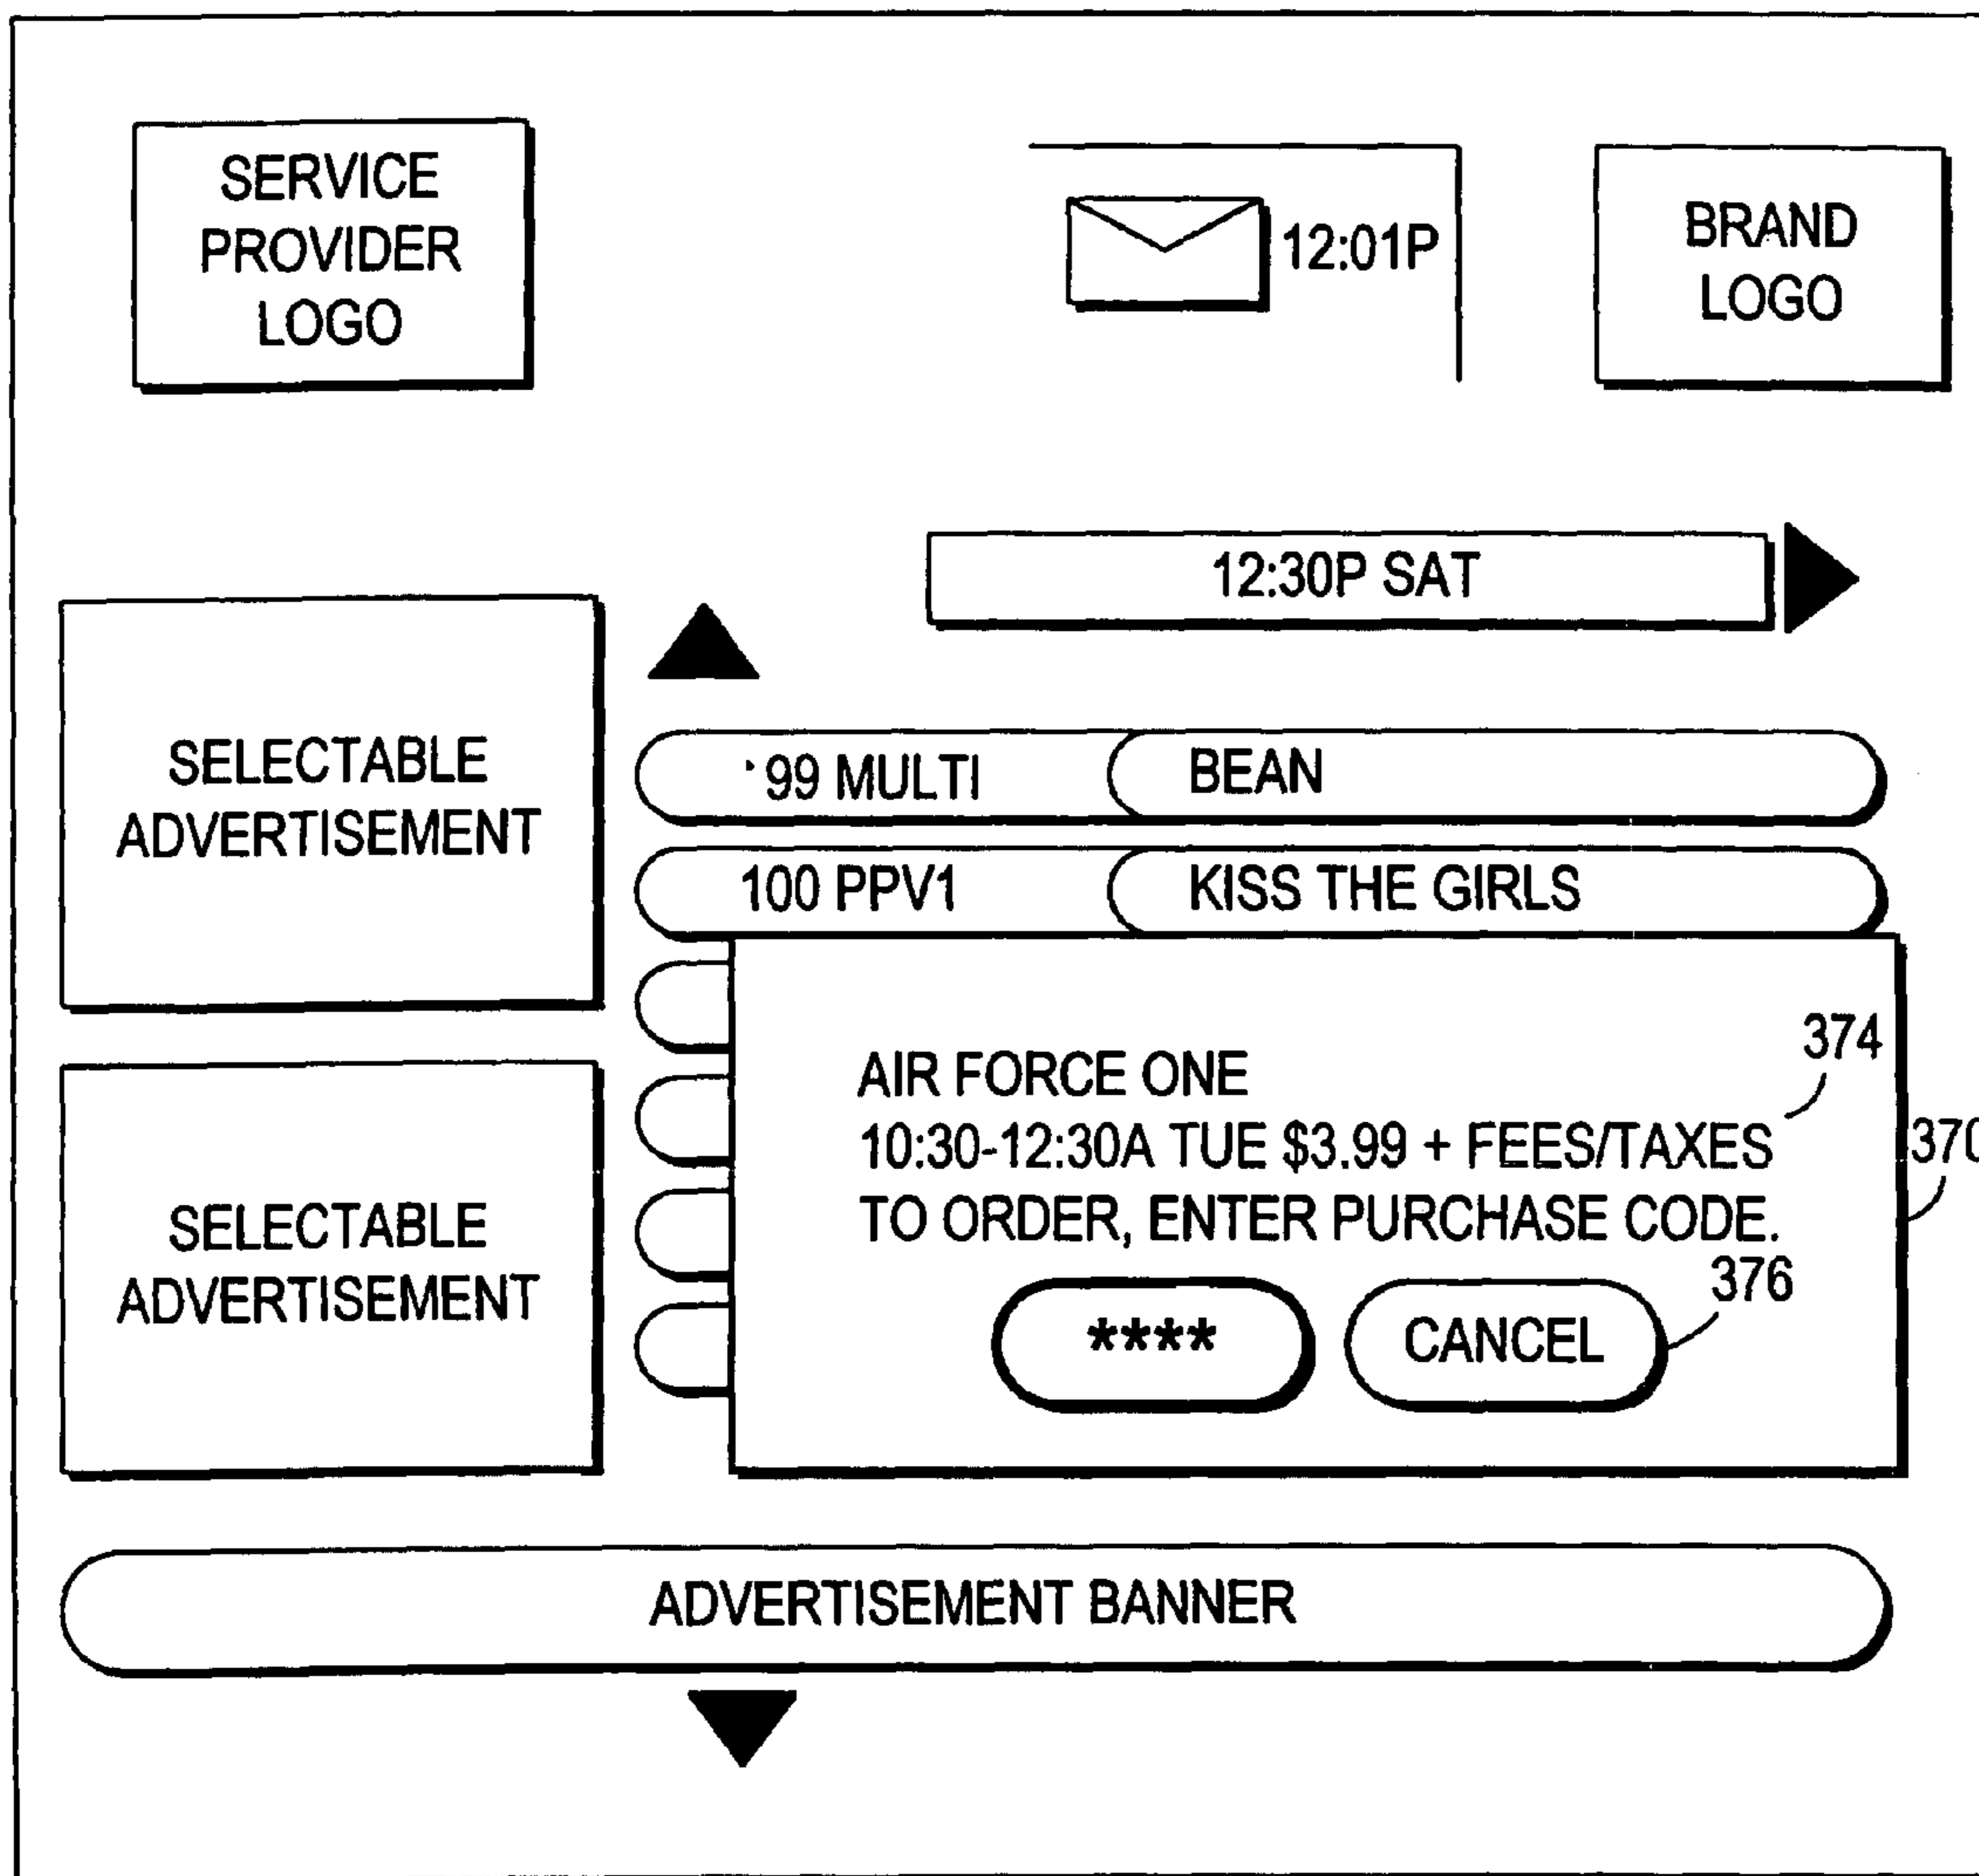 SERVICE
PROVIDER
LOGO
12:01P
BRAND
LOGO
12:30P SAT
SELECTABLE
ADVERTISEMENT
99 MULTI
BEAN
100 PPV1
KISS THE GIRLS
374
AIR FORCE ONE
10:30-12:30A TUE $3.99 + FEES/TAXES
370
TO ORDER, ENTER PURCHASE CODE.
376
****
CANCEL
SELECTABLE
ADVERTISEMENT
ADVERTISEMENT BANNER